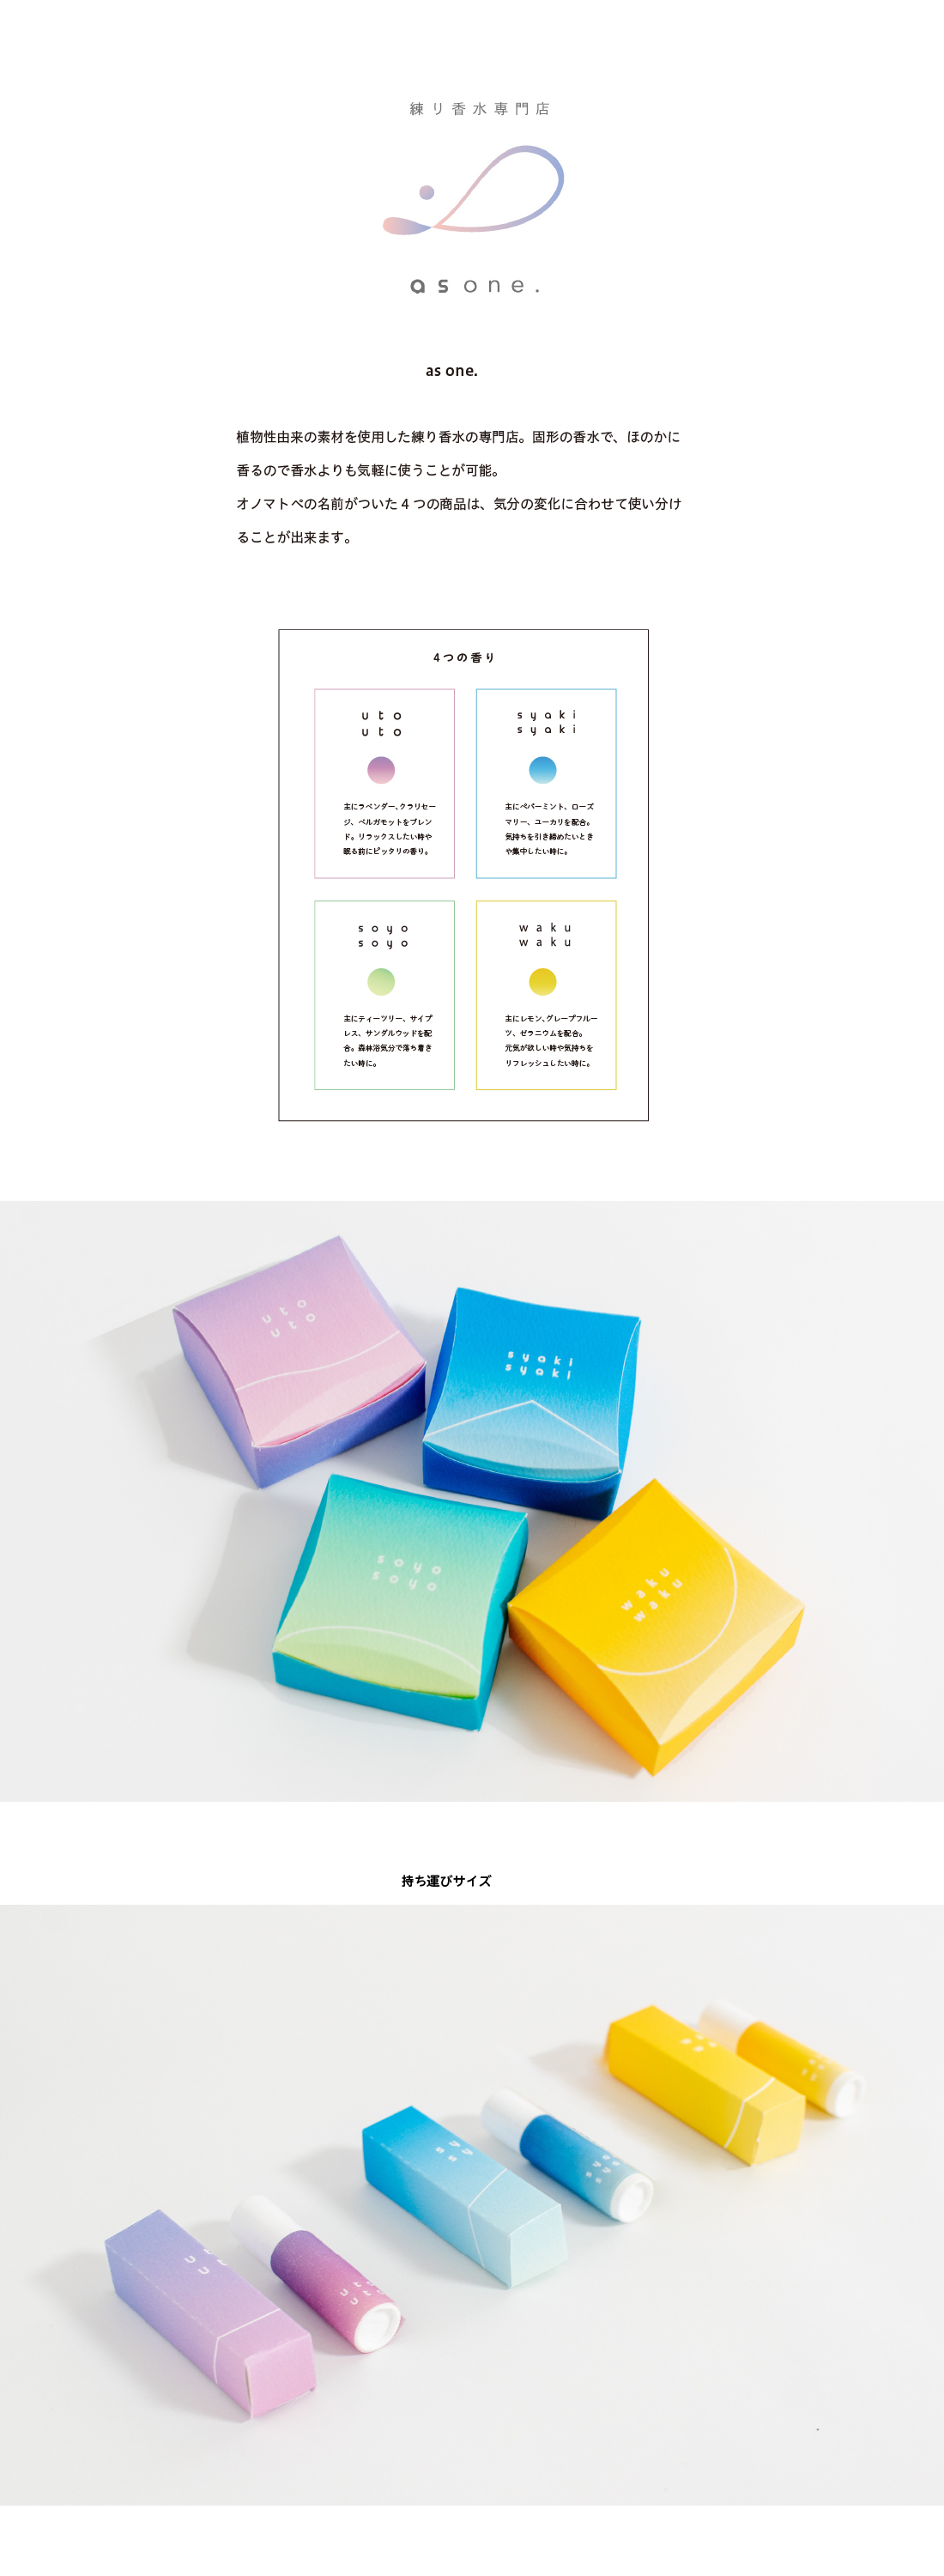 練り香水専門店
as one.
as one.
植物性由来の素材を使用した練り香水の専門店。固形の香水で、ほのかに
香るので香水よりも気軽に使うことが可能。
オノマトペの名前がついた 4 つの商品は、気分の変化に合わせて使い分け
ることが出来ます。
4つの香り
uto
uto
主にラベンダー、クラリセー
ジ、ベルガモットをブレン
ド。リラックスしたい時や
眠る前にピッタリの香り。
syaki
syaki
主にペパーミント、ローズ
マリー、ユーカリを配合。
気持ちを引き締めたいとき
や集中したい時に。
soyo
soyo
主にティーツリー、サイプ
レス、サンダルウッドを配
合。森林浴気分で落ち着き
たい時に。
waku
waku
主にレモン、グレープフルー
ツ、ゼラニウムを配合。
元気が欲しい時や気持ちを
リフレッシュしたい時に。
uto
uto
syaki
syaki
soyo
soyo
waku
waku
持ち運びサイズ